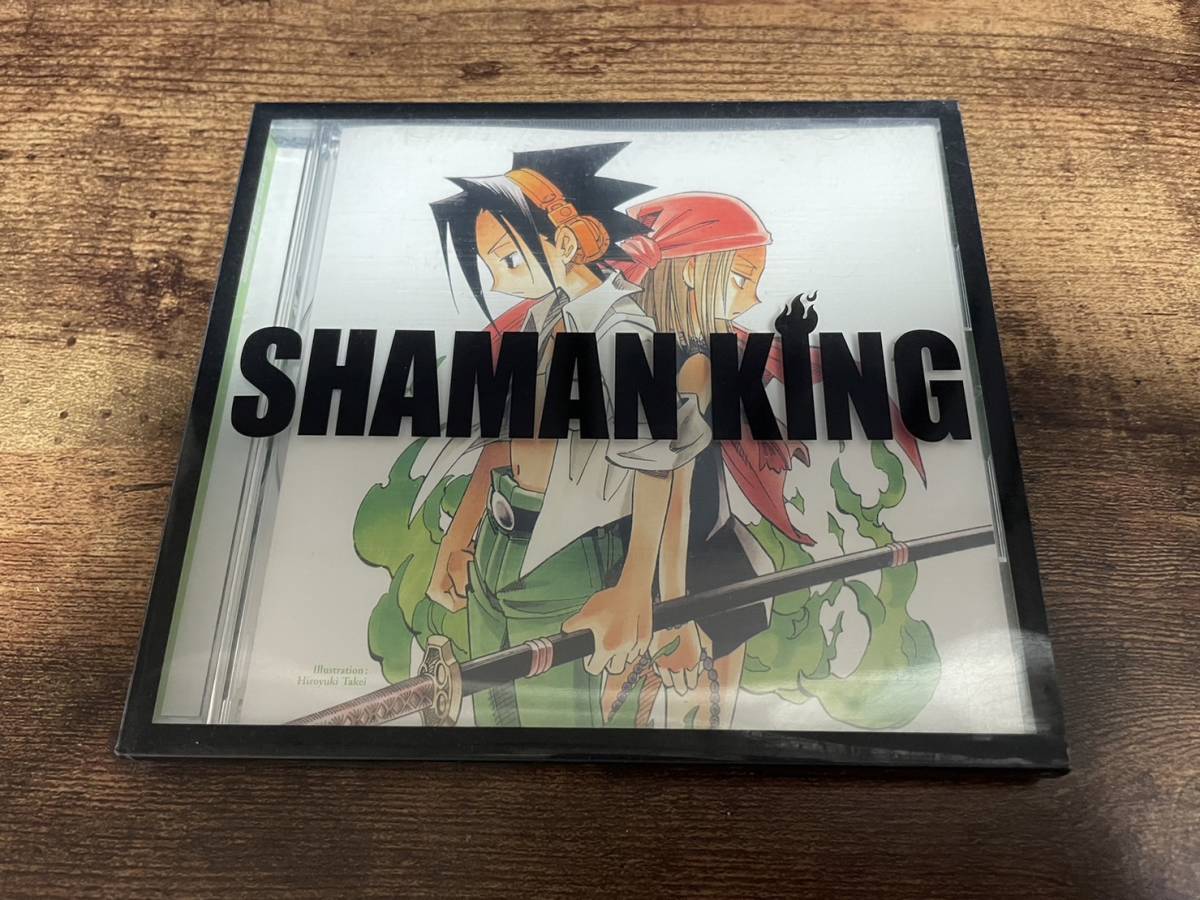 SHAMAN KING
Illustration:
Hiroyuki Takei